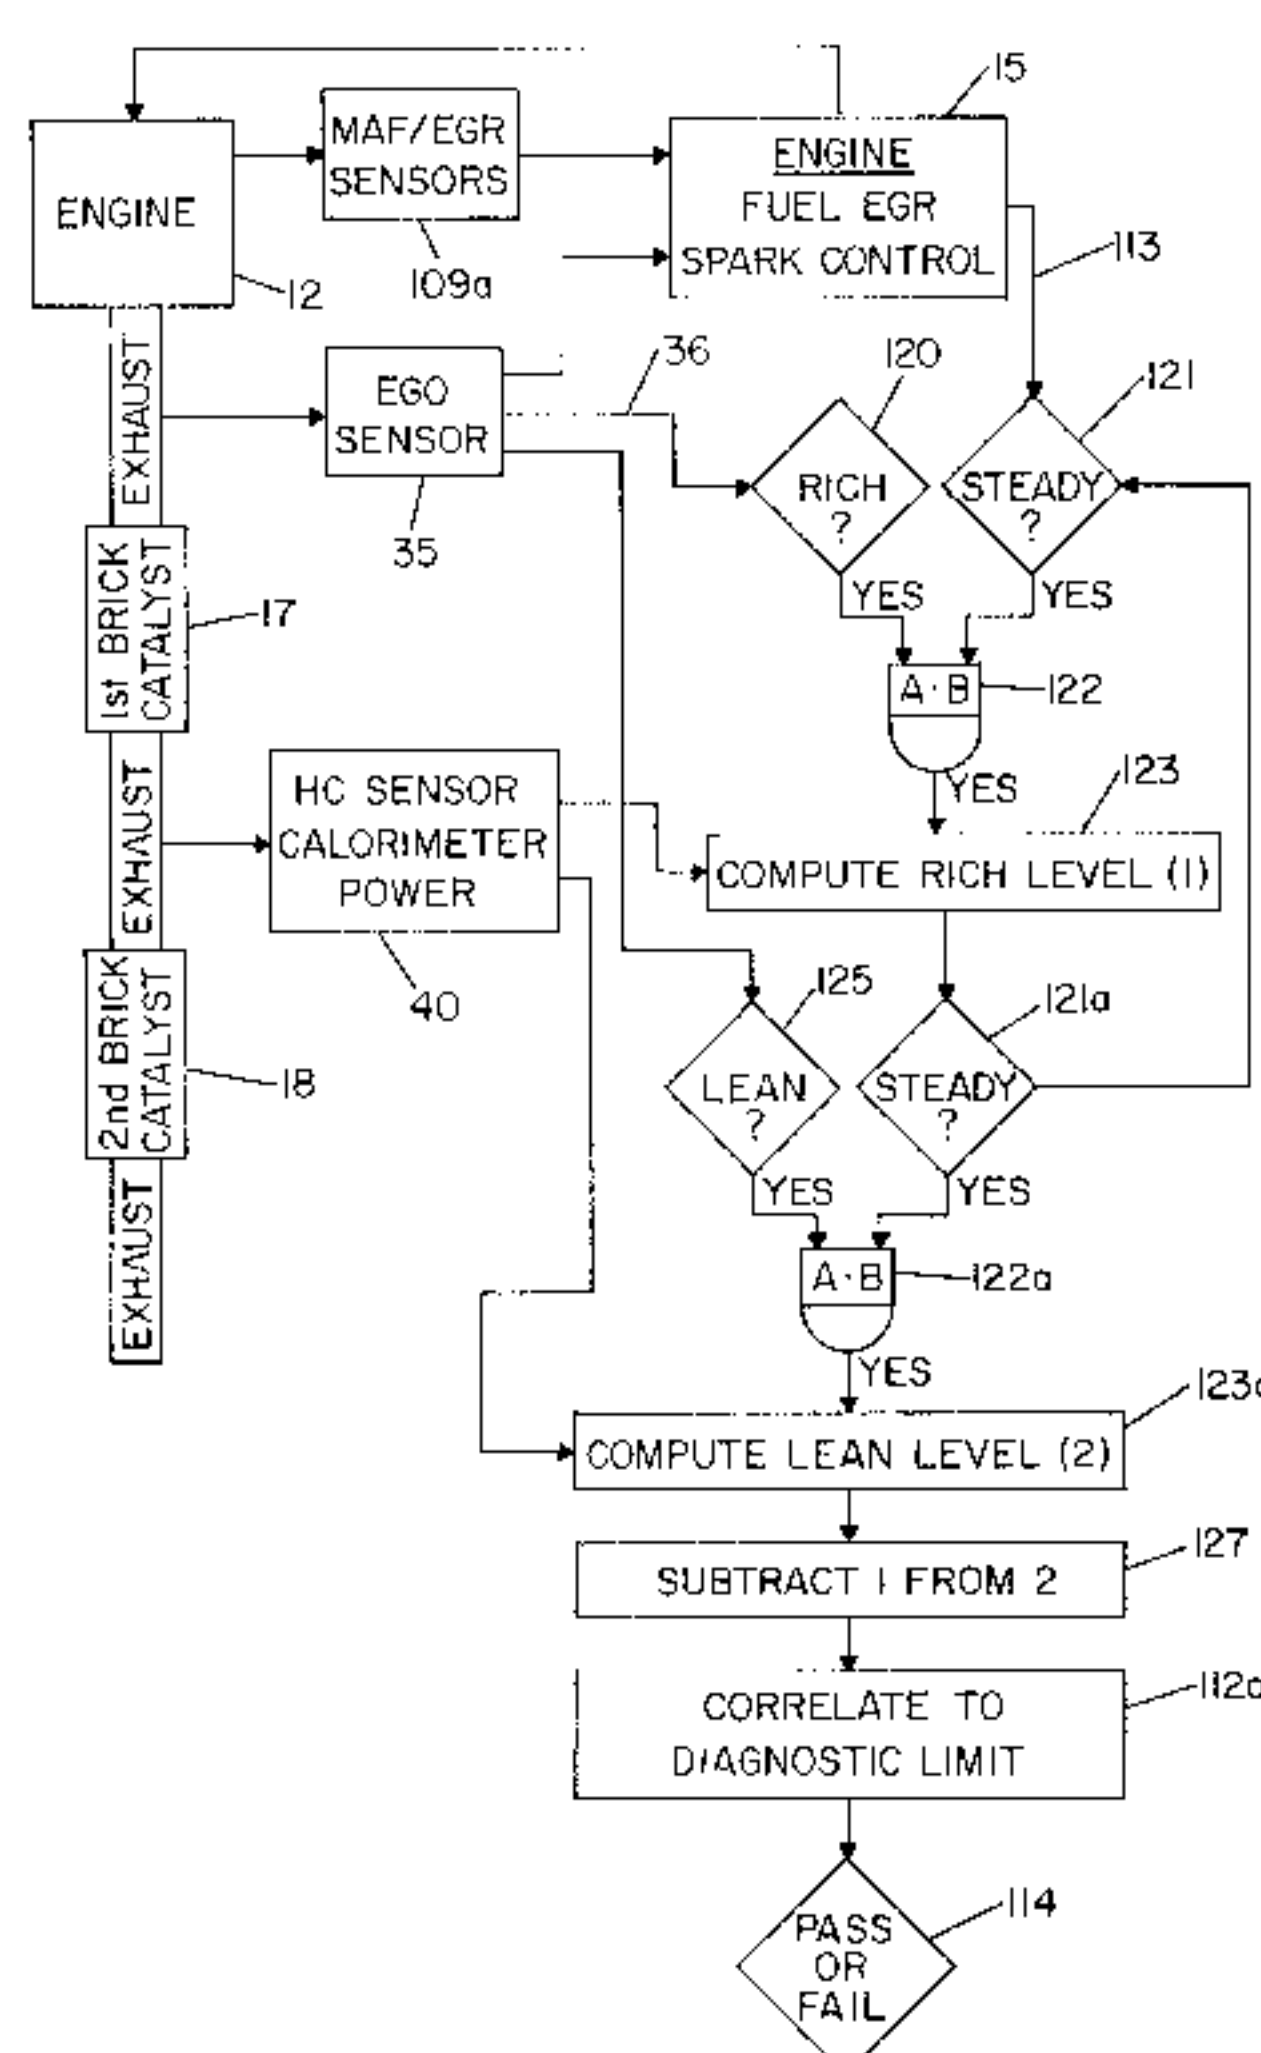 15
MAF/EGR
SENSORS
109a
ENGINE
FUEL EGR
SPARK CONTROL
113
ENGINE
12
EXHAUST
EGO
SENSOR
35
36
120
121
RICH
?
STEADY
?
YES
YES
1st BRICK
CATALYST
17
A·B
122
YES
123
EXHAUST
HC SENSOR
CALORIMETER
POWER
40
COMPUTE RICH LEVEL (1)
125
121a
LEAN
?
STEADY
?
2nd BRICK
CATALYST
18
YES
YES
EXHAUST
A·B
122a
YES
COMPUTE LEAN LEVEL (2)
SUBTRACT 1 FROM 2
127
CORRELATE TO
DIAGNOSTIC LIMIT
PASS
OR
FAIL
114